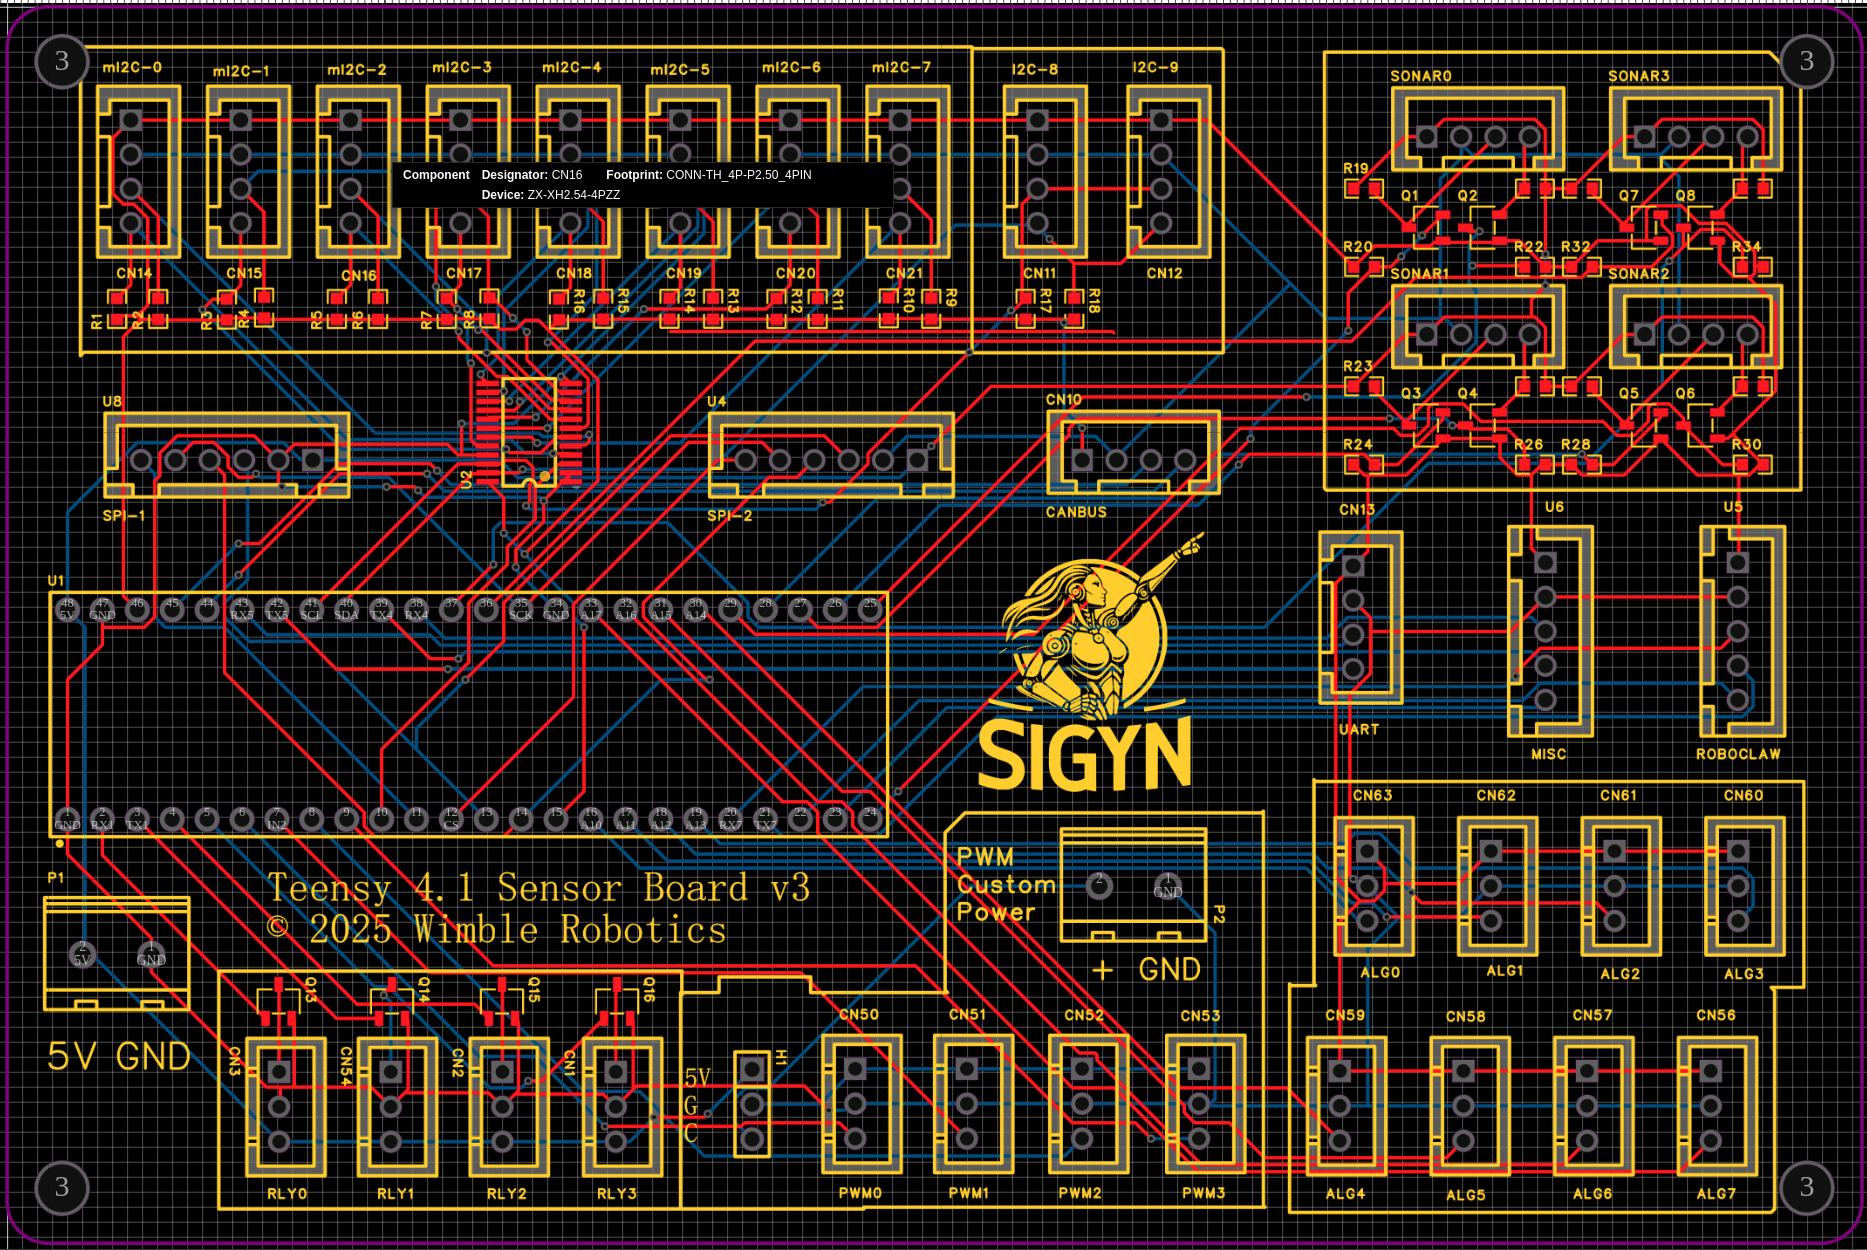 3
3
mI2C-0
mI2C-1
mI2C-2
mI2C-3
mI2C-4
mI2C-5
mI2C-6
mI2C-7
I2C-8
I2C-9
SONAR0
SONAR3
Component Designator: CN16 Footprint: CONN-TH_4P-P2.50_4PIN
Device: ZX-XH2.54-4PZZ
R19
Q1
Q2
Q7
Q8
R20
R22
R32
R34
CN14
CN15
CN16
CN17
CN18
CN19
CN20
CN21
CN11
CN12
SONAR1
SONAR2
R1
R2
R3
R4
R5
R6
R7
R8
R16
R15
R14
R13
R12
R11
R10
R9
R17
R18
R23
Q3
Q4
Q5
Q6
R24
R26
R28
R30
U8
U2
U4
CN10
SPI-1
SPI-2
CANBUS
CN13
U6
U5
U1
48 47 46 45 44 43 42 41 40 39 38 37 36 35 34 33 32 31 30 29 28 27 26 25
5V GND RX5 TX5 SCL SDA TX4 RX4 SCK GND A17 A16 A15 A14
SIGYN
UART
MISC
ROBOCLAW
1 2 3 4 5 6 7 8 9 10 11 12 13 14 15 16 17 18 19 20 21 22 23 24
GND RX1 TX1 IN2 CS A10 A11 A12 A13 RX7 TX7
CN63
CN62
CN61
CN60
P1
Teensy 4.1 Sensor Board v3
© 2025 Wimble Robotics
PWM
Custom
Power
2
1
GND
P2
+ GND
2
5V
1
GND
5V GND
ALG0
ALG1
ALG2
ALG3
Q13
Q14
Q15
Q16
CN3
CN54
CN2
CN1
H1
5V
G
C
CN50
CN51
CN52
CN53
CN59
CN58
CN57
CN56
RLY0
RLY1
RLY2
RLY3
PWM0
PWM1
PWM2
PWM3
ALG4
ALG5
ALG6
ALG7
3
3